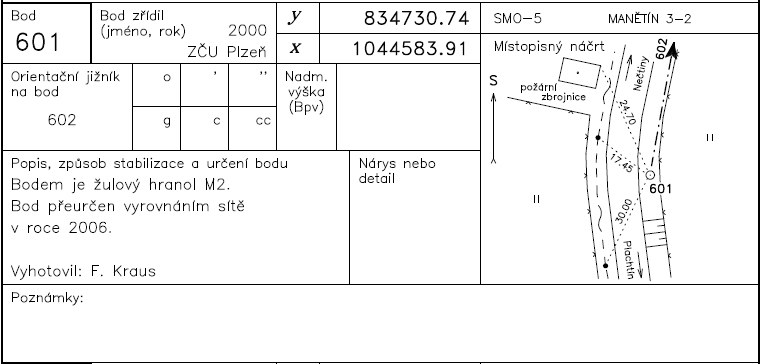 Bod
601
Bod zřídil
(jméno, rok) 2000
ZČU Plzeň
y 834730.74
x 1044583.91
SMO-5 MANĚTÍN 3-2
Orientační jižník
na bod
602
o ' ''
g c cc
Nadm.
výška
(Bpv)
Místopisný náčrt
S
požární
zbrojnice
Nečtiny
602
24.70
17.45
601
30.00
Plachtín
II
II
Popis, způsob stabilizace a určení bodu
Bodem je žulový hranol M2.
Bod přeurčen vyrovnáním sítě
v roce 2006.
Vyhotovil: F. Kraus
Nárys nebo
detail
Poznámky: